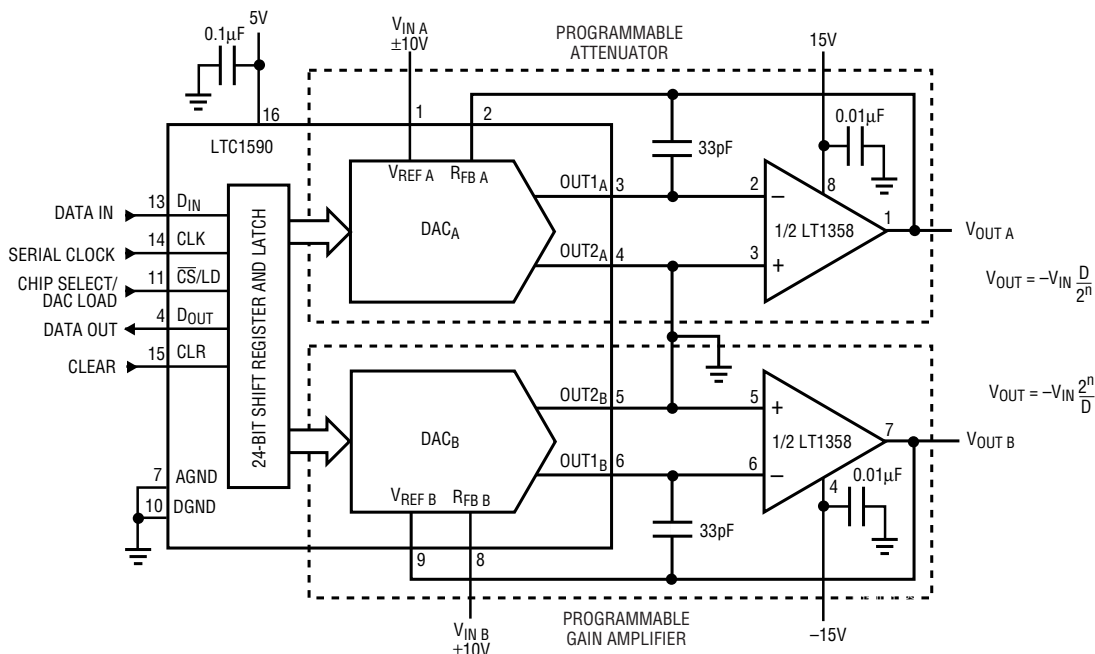 5V
0.1µF
16
V_IN A
±10V
PROGRAMMABLE
ATTENUATOR
15V
1
2
LTC1590
V_REF A
R_FB A
33pF
0.01µF
8
DATA IN
13
D_IN
SERIAL CLOCK
14
CLK
CHIP SELECT/
DAC LOAD
11
C̅S̅/LD
DATA OUT
4
D_OUT
CLEAR
15
CLR
24-BIT SHIFT REGISTER AND LATCH
DAC_A
OUT1_A
3
OUT2_A
4
2
–
3
+
1/2 LT1358
1
V_OUT A
V_OUT = –V_IN D/2^n
DAC_B
OUT2_B
5
OUT1_B
6
5
+
6
–
1/2 LT1358
7
V_OUT B
V_OUT = –V_IN 2^n/D
7
AGND
10
DGND
V_REF B
R_FB B
9
8
33pF
4
0.01µF
V_IN B
±10V
PROGRAMMABLE
GAIN AMPLIFIER
–15V